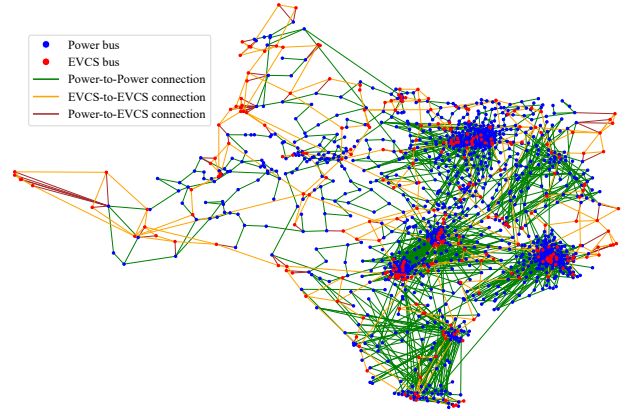 Power bus
EVCS bus
Power-to-Power connection
EVCS-to-EVCS connection
Power-to-EVCS connection